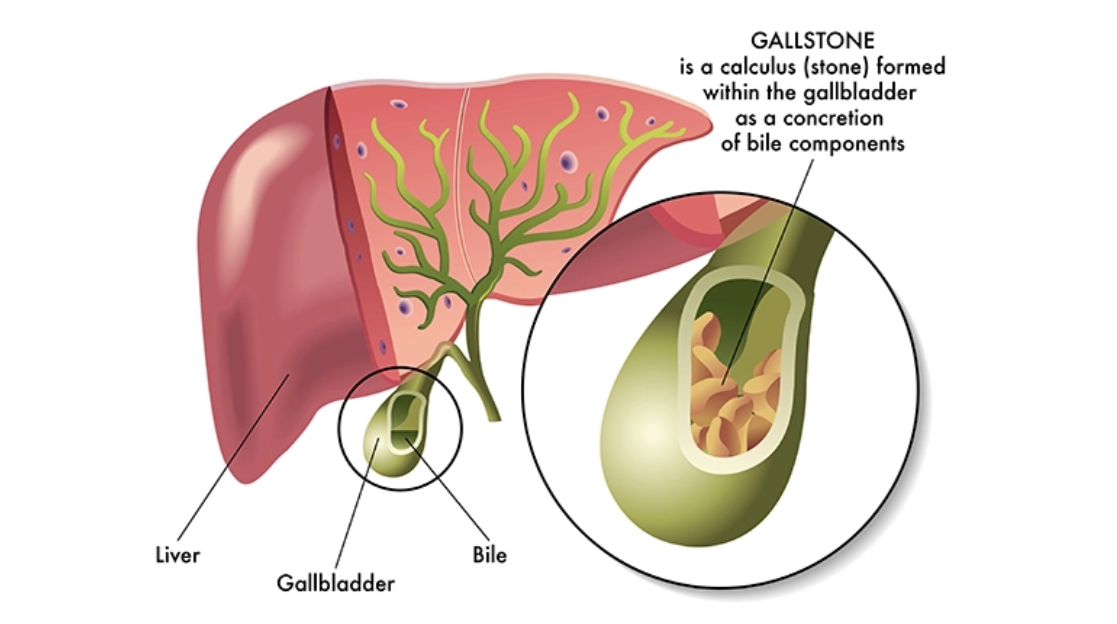 GALLSTONE
is a calculus (stone) formed
within the gallbladder
as a concretion
of bile components
Liver
Gallbladder
Bile